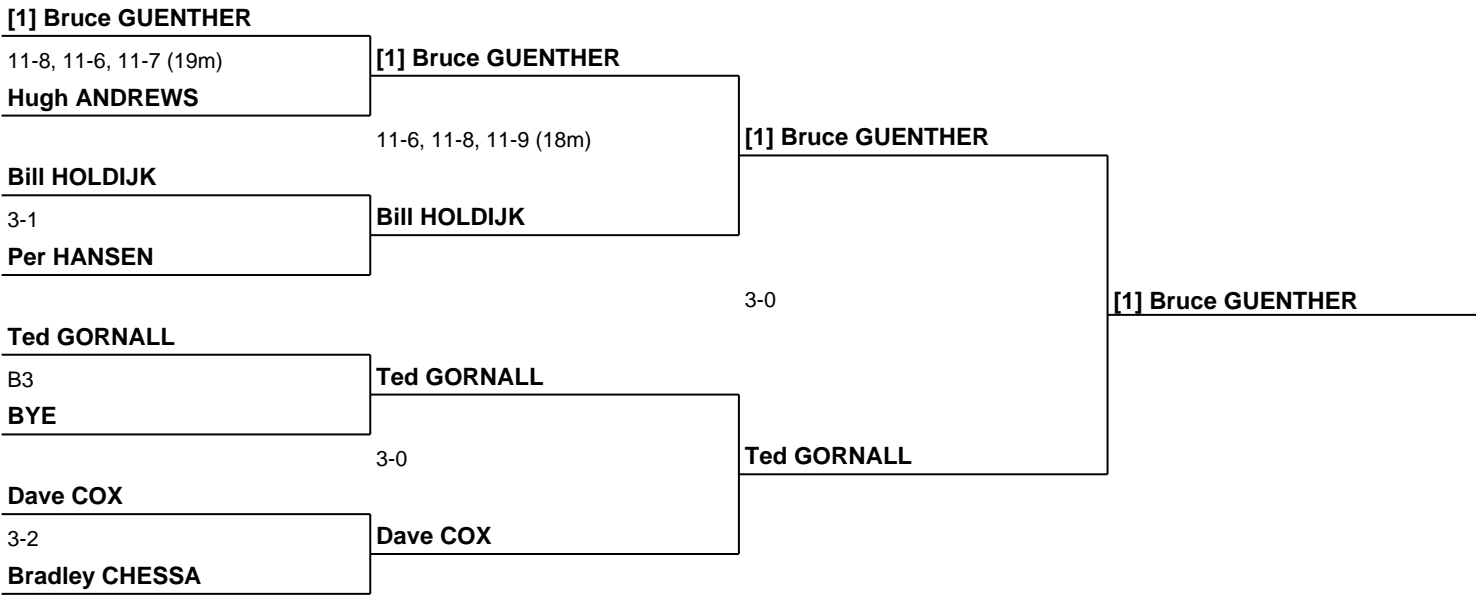 [1] Bruce GUENTHER
11-8, 11-6, 11-7 (19m)
Hugh ANDREWS
Bill HOLDIJK
3-1
Per HANSEN
Ted GORNALL
B3
BYE
Dave COX
3-2
Bradley CHESSA
[1] Bruce GUENTHER
11-6, 11-8, 11-9 (18m)
Bill HOLDIJK
Ted GORNALL
3-0
Dave COX
[1] Bruce GUENTHER
3-0
Ted GORNALL
[1] Bruce GUENTHER